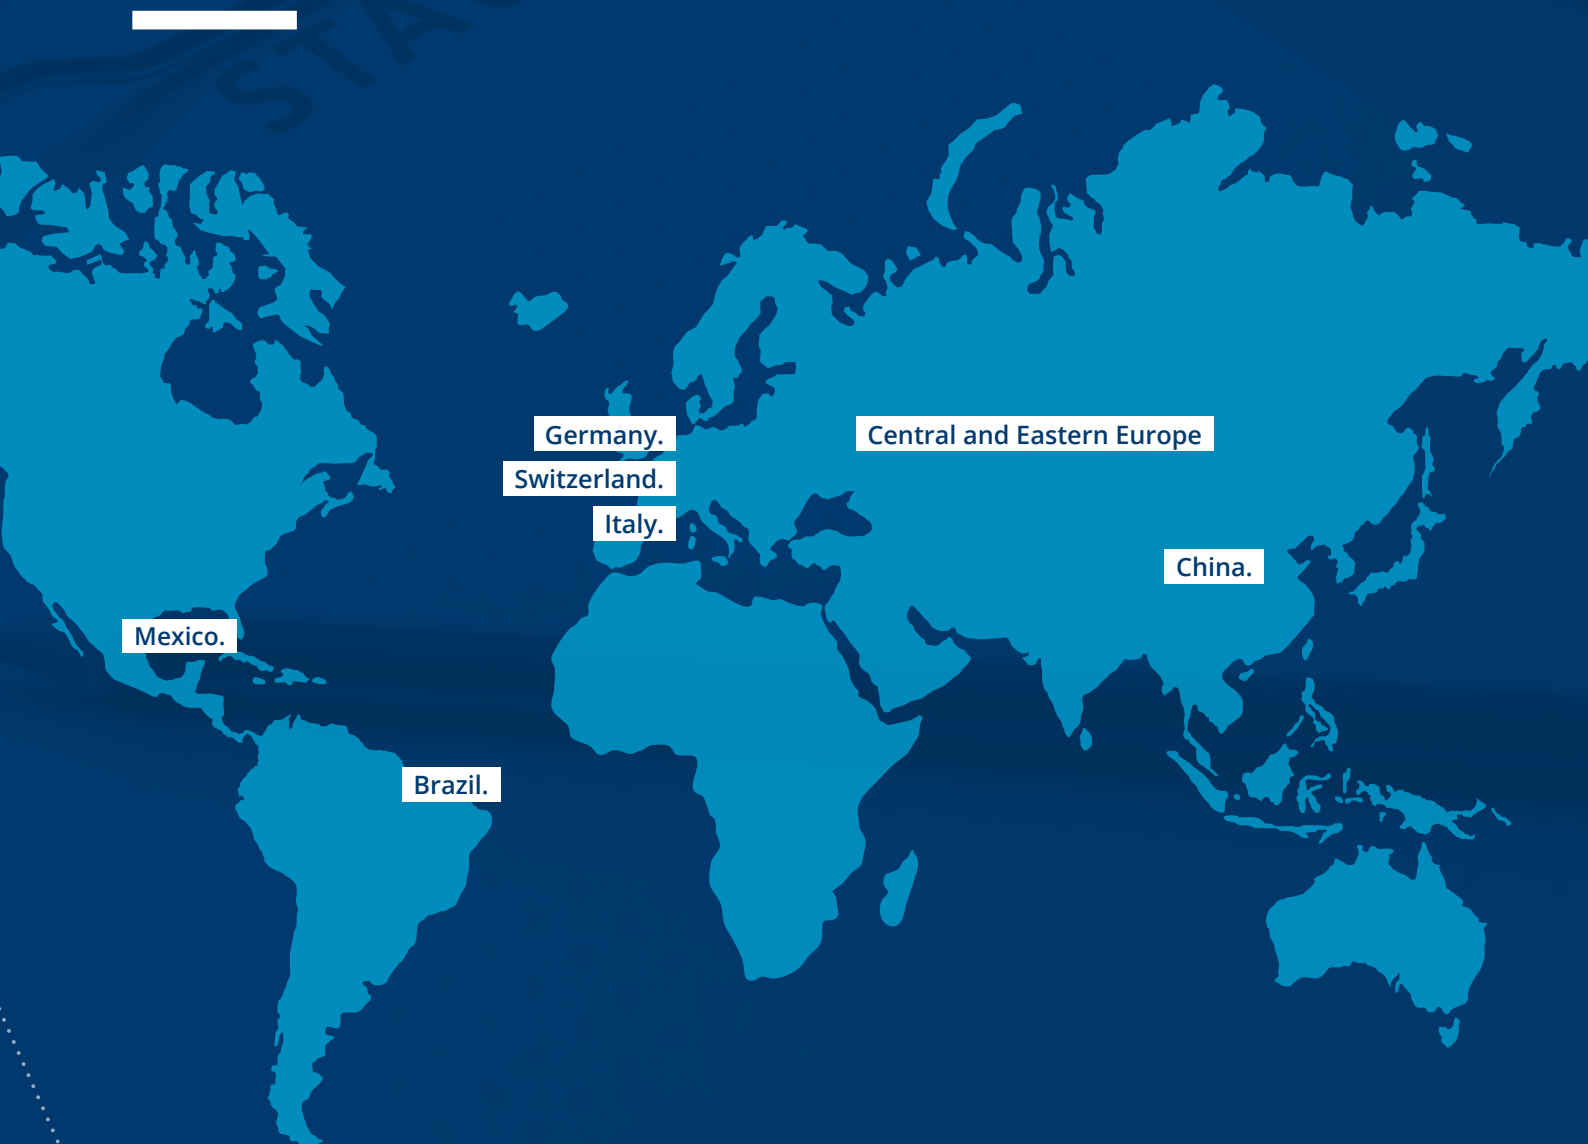 Germany.
Central and Eastern Europe
Switzerland.
Italy.
China.
Mexico.
Brazil.